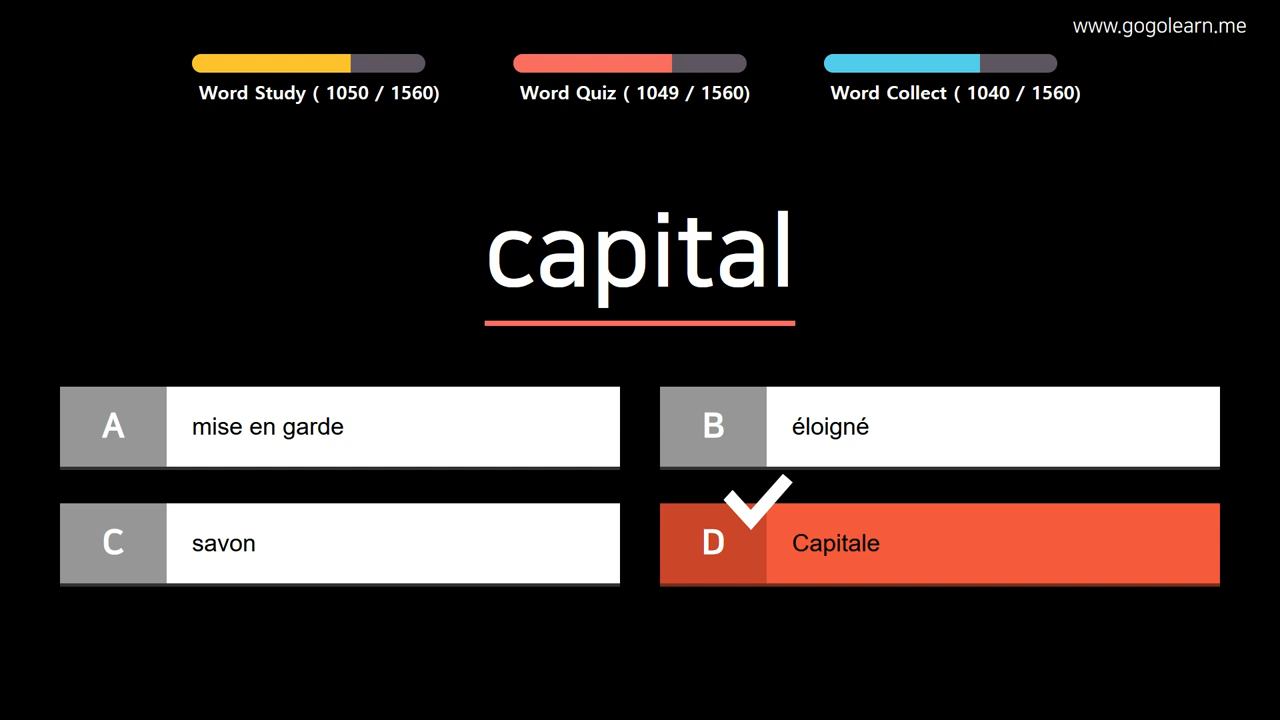 www.gogolearn.me
Word Study ( 1050 / 1560)
Word Quiz ( 1049 / 1560)
Word Collect ( 1040 / 1560)
capital
A
mise en garde
B
éloigné
C
savon
D
Capitale